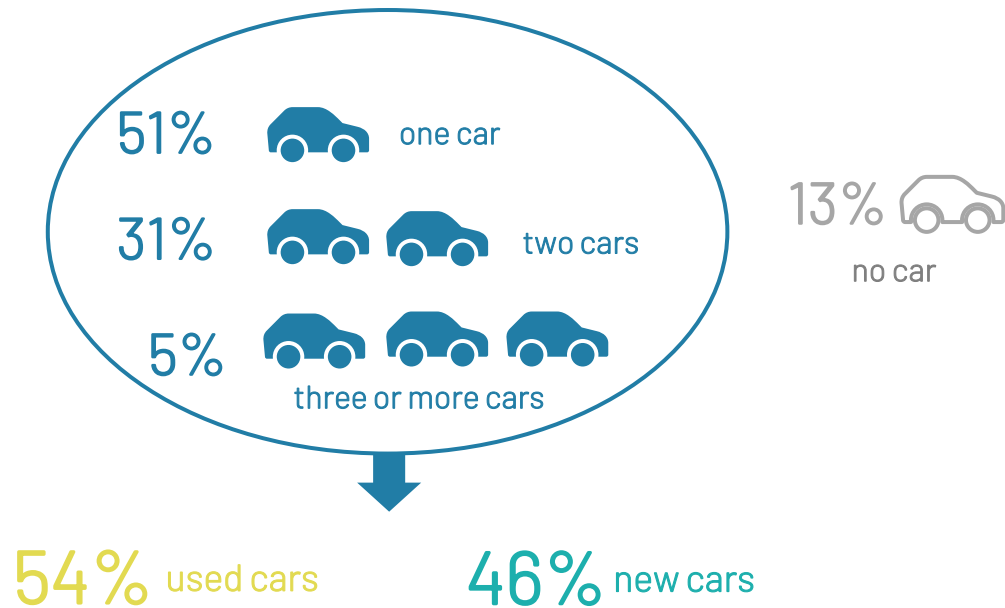 51% one car
13%
no car
31% two cars
5%
three or more cars
54% used cars
46% new cars